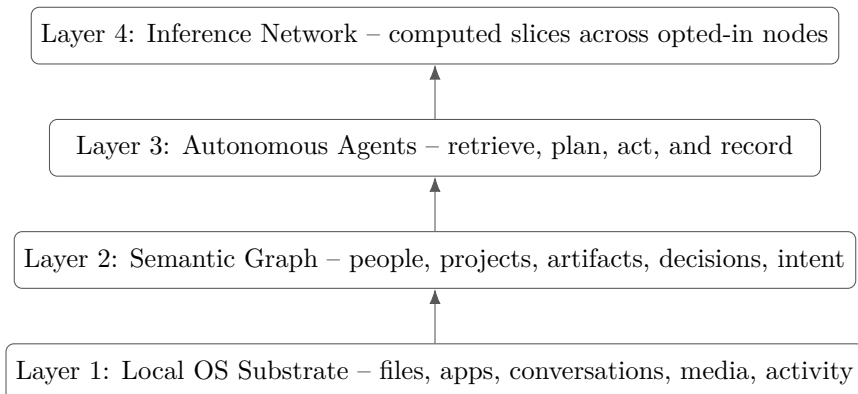 Layer 4: Inference Network – computed slices across opted-in nodes
Layer 3: Autonomous Agents – retrieve, plan, act, and record
Layer 2: Semantic Graph – people, projects, artifacts, decisions, intent
Layer 1: Local OS Substrate – files, apps, conversations, media, activity